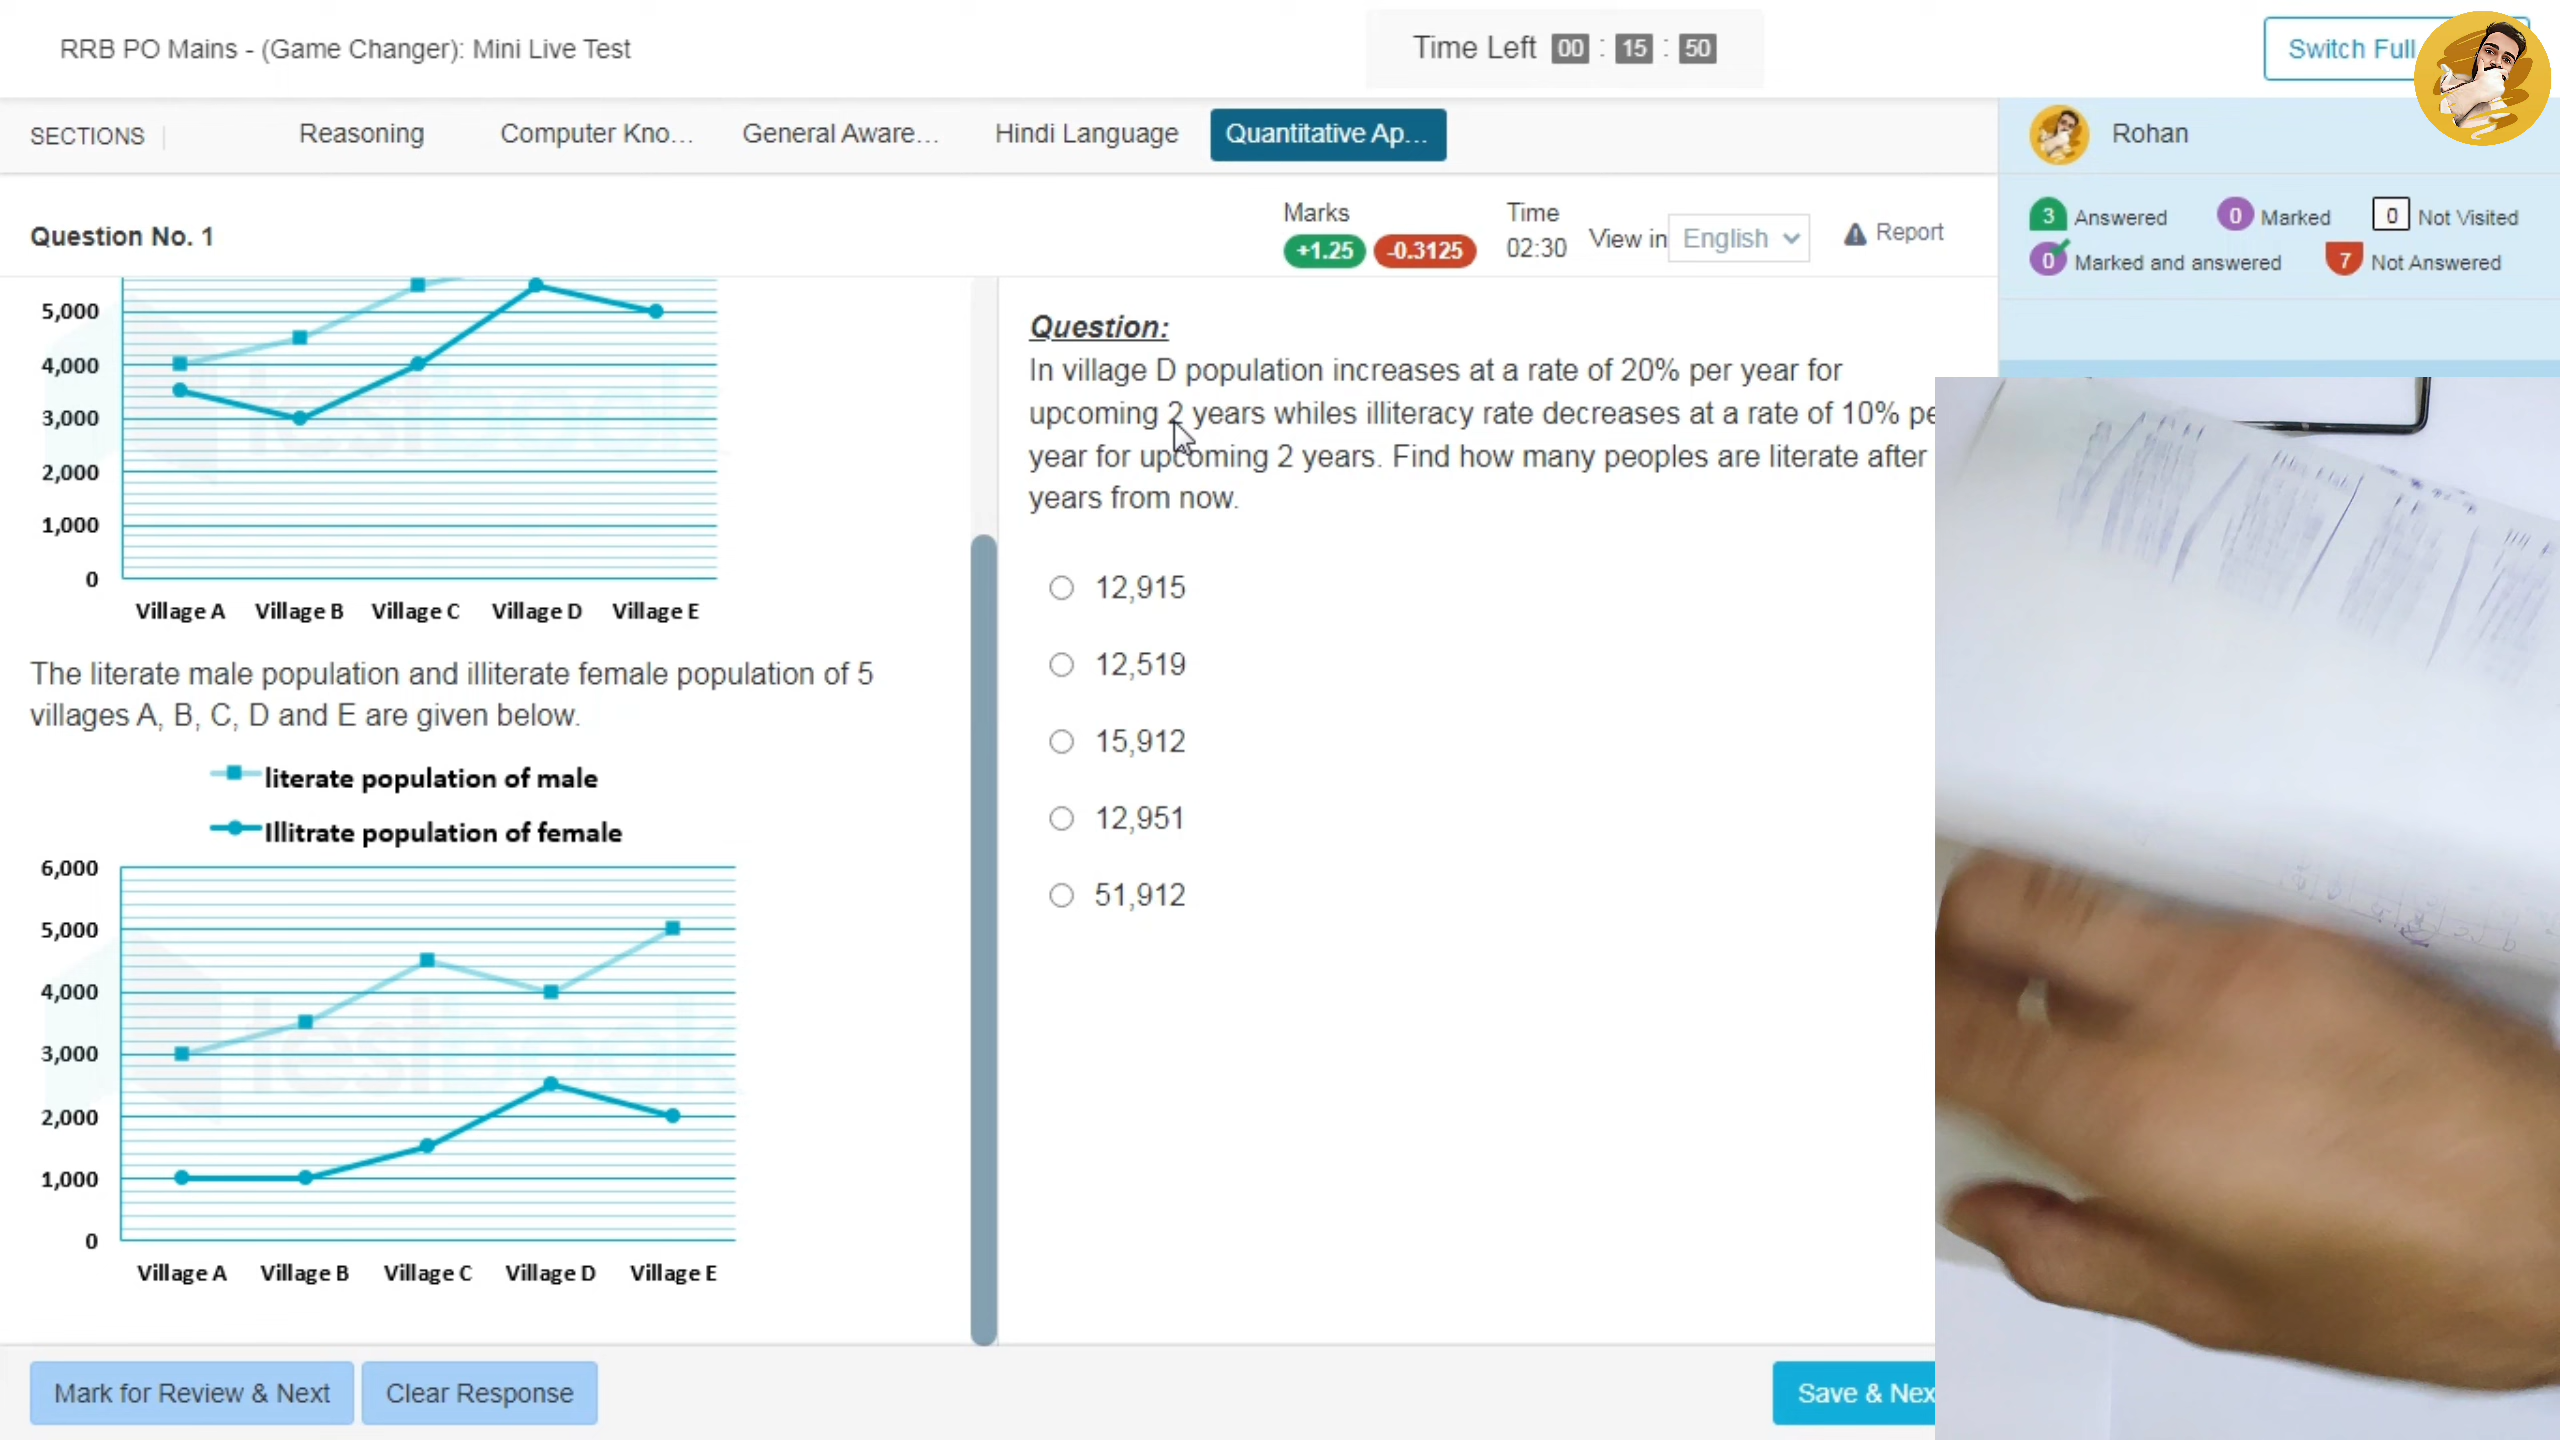 RRB PO Mains - (Game Changer): Mini Live Test
Time Left 00 : 15 : 50
Switch Full
SECTIONS
Reasoning
Computer Kno...
General Aware...
Hindi Language
Quantitative Ap...
Rohan
Question No. 1
Marks
+1.25 -0.3125
Time
02:30
View in English
Report
3 Answered
0 Marked
0 Not Visited
0 Marked and answered
7 Not Answered
5,000
4,000
3,000
2,000
1,000
0
Village A Village B Village C Village D Village E
The literate male population and illiterate female population of 5
villages A, B, C, D and E are given below.
literate population of male
Illitrate population of female
6,000
5,000
4,000
3,000
2,000
1,000
0
Village A Village B Village C Village D Village E
Question:
In village D population increases at a rate of 20% per year for
upcoming 2 years whiles illiteracy rate decreases at a rate of 10% pe
year for upcoming 2 years. Find how many peoples are literate after
years from now.
12,915
12,519
15,912
12,951
51,912
Mark for Review & Next
Clear Response
Save & Nex